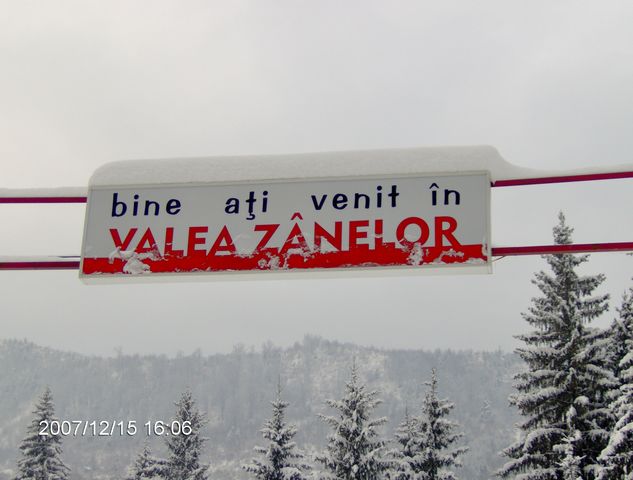 bine aţi venit în
VALEA ZÂNELOR
2007/12/15 16:06